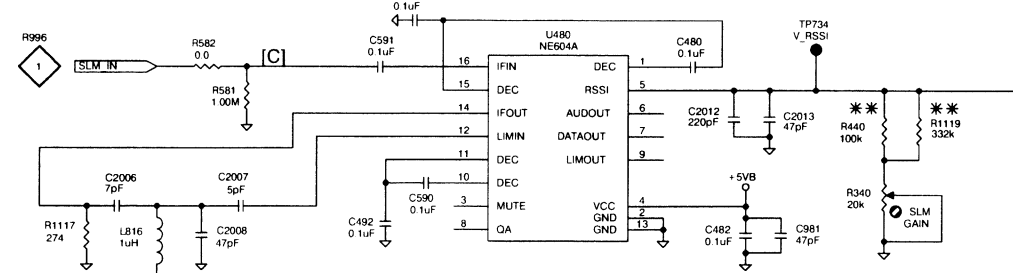 0.1uF
TP734
V_RSSI
U480
NE604A
R996
1
SLM_IN
R582
0.0
[C]
C591
0.1uF
R581
1.00M
C480
0.1uF
16 IFIN DEC 1
15 DEC RSSI 5
14 IFOUT AUDOUT 6
12 LIMIN DATAOUT 7
11 DEC LIMOUT 9
10 DEC
3 MUTE VCC 4
GND 2
8 QA GND 13
C2012
220pF
C2013
47pF
** **
R440
100k
R1119
332k
R340
20k
SLM
GAIN
+5VB
C482
0.1uF
C981
47pF
C590
0.1uF
C492
0.1uF
C2006
7pF
C2007
5pF
R1117
274
L816
1uH
C2008
47pF